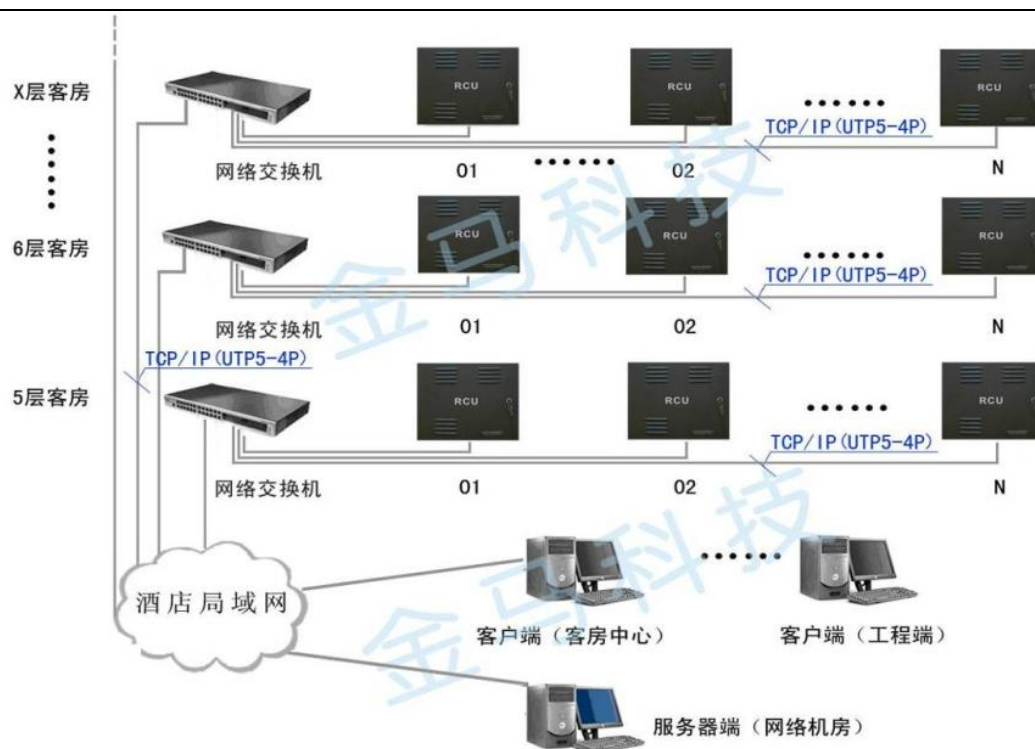 X层客房
RCU
RCU
RCU
TCP/IP(UTP5-4P)
网络交换机
01
02
N
6层客房
RCU
RCU
RCU
TCP/IP(UTP5-4P)
网络交换机
01
02
N
TCP/IP(UTP5-4P)
5层客房
RCU
RCU
RCU
TCP/IP(UTP5-4P)
网络交换机
01
02
N
酒店局域网
客户端（客房中心）
客户端（工程端）
服务器端（网络机房）
金马科技
金马科技